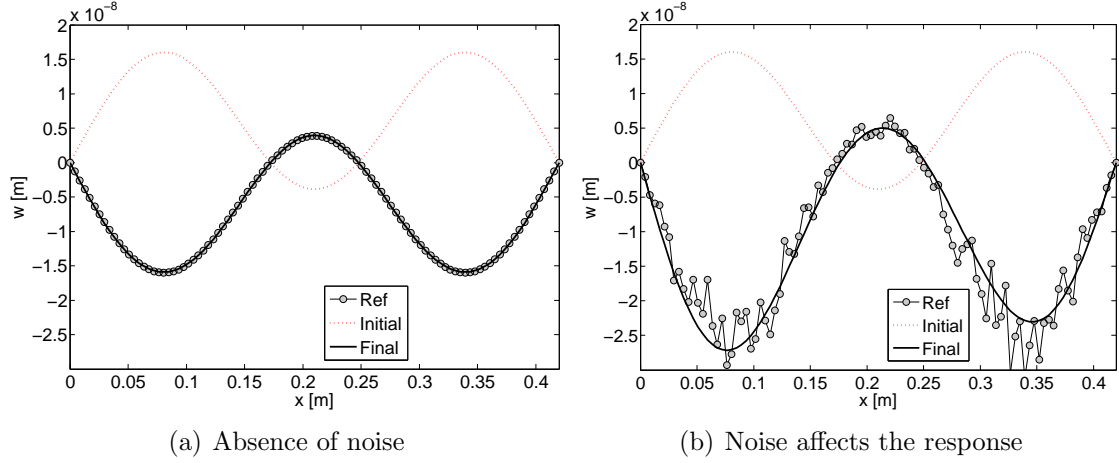 x 10⁻⁸
2
1.5
1
0.5
0
−0.5
−1
−1.5
−2
−2.5
w [m]
Ref
Initial
Final
0 0.05 0.1 0.15 0.2 0.25 0.3 0.35 0.4
x [m]
(a) Absence of noise
x 10⁻⁸
2
1.5
1
0.5
0
−0.5
−1
−1.5
−2
−2.5
w [m]
Ref
Initial
Final
0 0.05 0.1 0.15 0.2 0.25 0.3 0.35 0.4
x [m]
(b) Noise affects the response